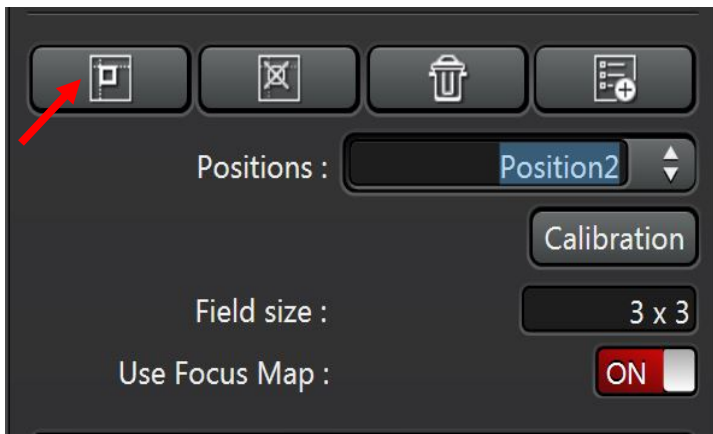 Positions : Position2
Calibration
Field size : 3 x 3
Use Focus Map : ON